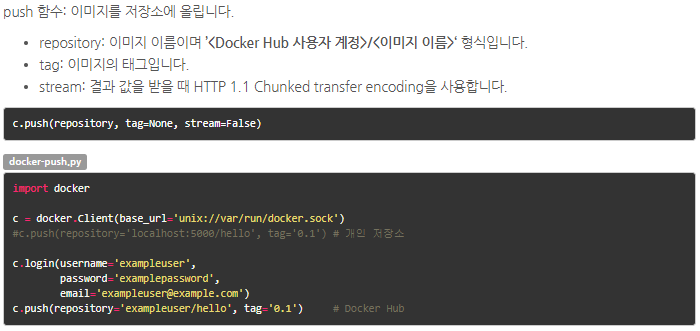 push 함수: 이미지를 저장소에 올립니다.
• repository: 이미지 이름이며 '<Docker Hub 사용자 계정>/<이미지 이름>‘ 형식입니다.
• tag: 이미지의 태그입니다.
• stream: 결과 값을 받을 때 HTTP 1.1 Chunked transfer encoding을 사용합니다.
c.push(repository, tag=None, stream=False)
docker-push.py
import docker
c = docker.Client(base_url='unix://var/run/docker.sock')
#c.push(repository='localhost:5000/hello', tag='0.1') # 개인 저장소
c.login(username='exampleuser',
        password='examplepassword',
        email='exampleuser@example.com')
c.push(repository='exampleuser/hello', tag='0.1')     # Docker Hub